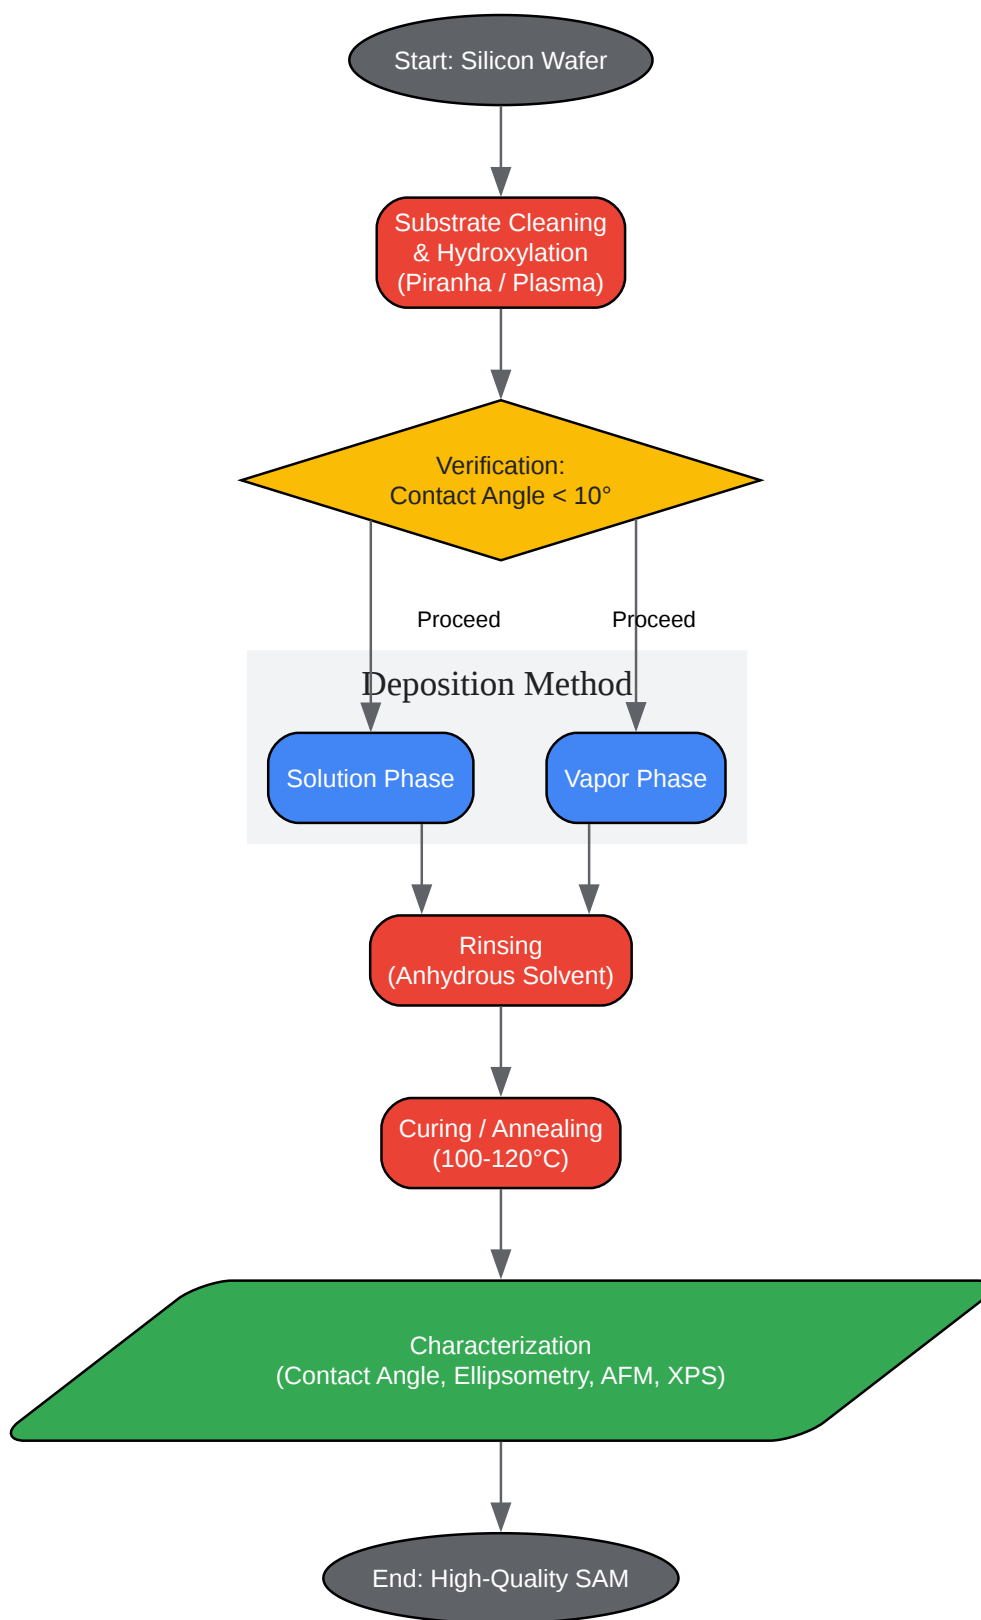 Start: Silicon Wafer
Substrate Cleaning
& Hydroxylation
(Piranha / Plasma)
Verification:
Contact Angle < 10°
Proceed
Proceed
Deposition Method
Solution Phase
Vapor Phase
Rinsing
(Anhydrous Solvent)
Curing / Annealing
(100-120°C)
Characterization
(Contact Angle, Ellipsometry, AFM, XPS)
End: High-Quality SAM